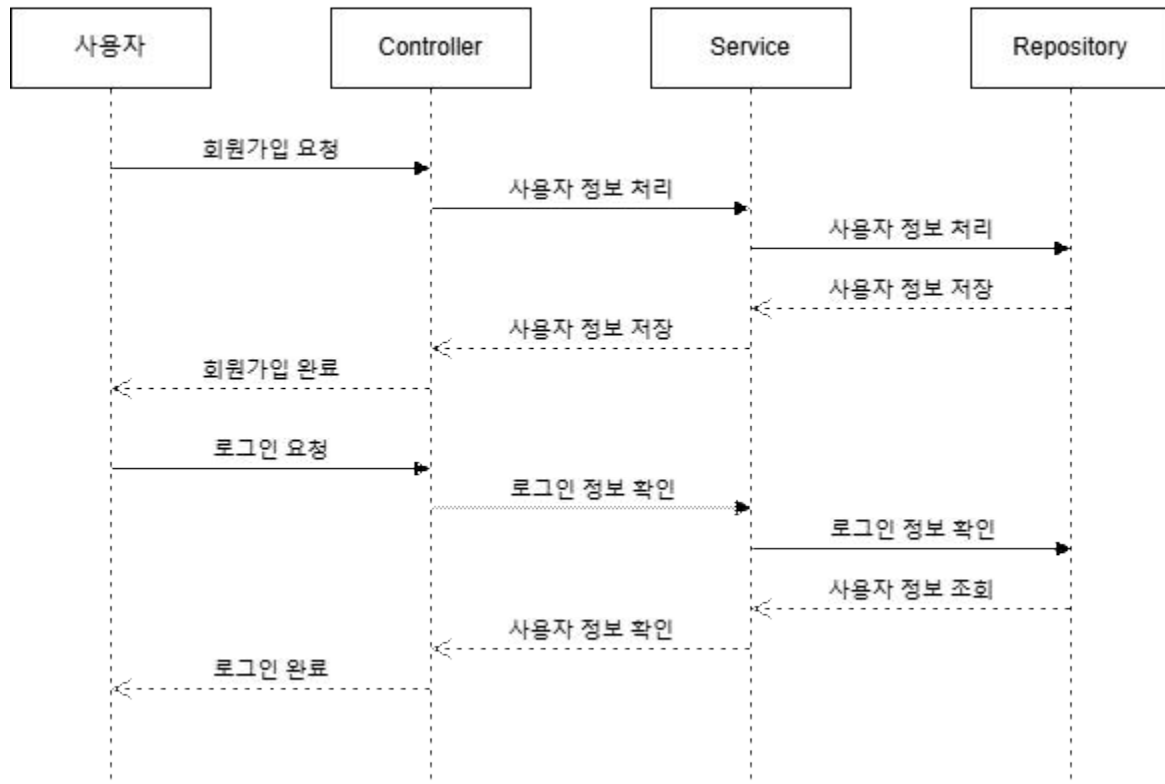 사용자
Controller
Service
Repository
회원가입 요청
사용자 정보 처리
사용자 정보 처리
사용자 정보 저장
사용자 정보 저장
회원가입 완료
로그인 요청
로그인 정보 확인
로그인 정보 확인
사용자 정보 조회
사용자 정보 확인
로그인 완료